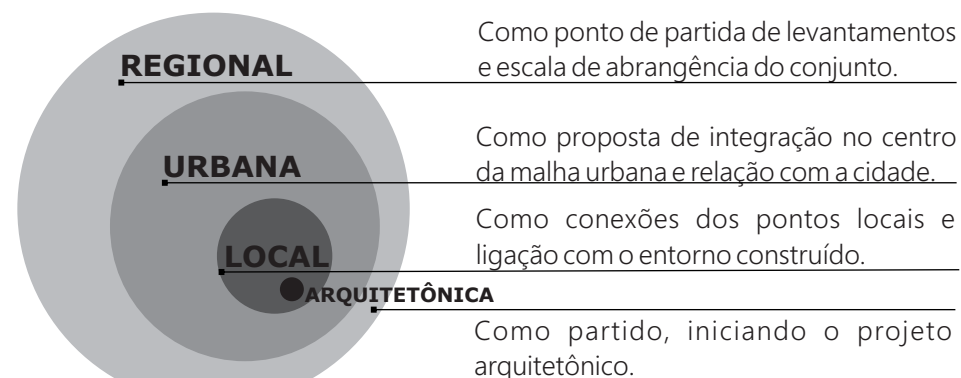 REGIONAL
Como ponto de partida de levantamentos
e escala de abrangência do conjunto.
URBANA
Como proposta de integração no centro
da malha urbana e relação com a cidade.
LOCAL
Como conexões dos pontos locais e
ligação com o entorno construído.
ARQUITETÔNICA
Como partido, iniciando o projeto
arquitetônico.